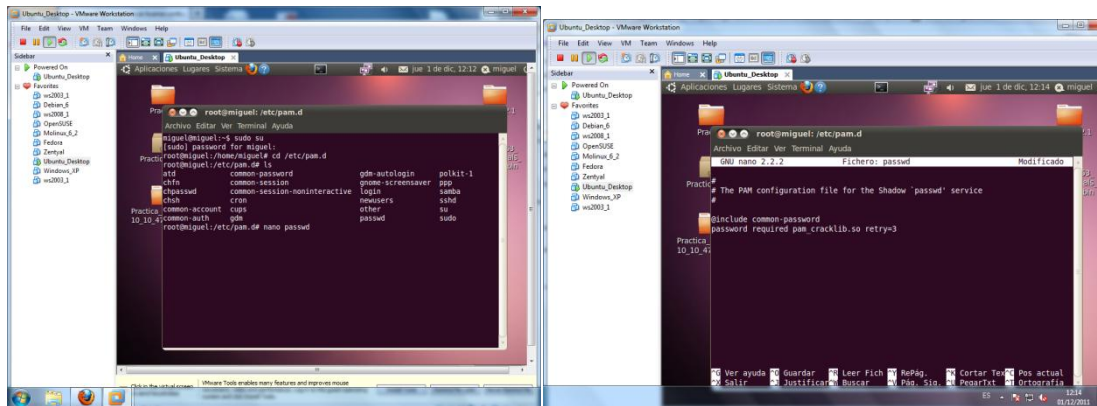 Ubuntu_Desktop - VMware Workstation
File Edit View VM Team Windows Help
Sidebar
Powered On
Ubuntu_Desktop
Favorites
ws2003_1
Debian_6
ws2008_1
OpenSUSE
Molinux_6_2
Fedora
Zentyal
Ubuntu_Desktop
Windows_XP
ws2003_1
Home Ubuntu_Desktop
Aplicaciones Lugares Sistema jue 1 de dic, 12:12 miguel
root@miguel: /etc/pam.d
Archivo Editar Ver Terminal Ayuda
miguel@miguel:~$ sudo su
[sudo] password for miguel:
root@miguel:/home/miguel# cd /etc/pam.d
root@miguel:/etc/pam.d# ls
atd common-password gdm-autologin polkit-1
chfn common-session gnome-screensaver ppp
chpasswd common-session-noninteractive login samba
chsh cron newusers sshd
common-account cups other su
common-auth gdm passwd sudo
root@miguel:/etc/pam.d# nano passwd
Practica_
10_10_47
VMware Tools enables many features and improves mouse
Ubuntu_Desktop - VMware Workstation
File Edit View VM Team Windows Help
Sidebar
Powered On
Ubuntu_Desktop
Favorites
ws2003_1
Debian_6
ws2008_1
OpenSUSE
Molinux_6_2
Fedora
Zentyal
Ubuntu_Desktop
Windows_XP
ws2003_1
Home Ubuntu_Desktop
Aplicaciones Lugares Sistema jue 1 de dic, 12:14 miguel
root@miguel: /etc/pam.d
Archivo Editar Ver Terminal Ayuda
GNU nano 2.2.2 Fichero: passwd Modificado
#
# The PAM configuration file for the Shadow `passwd' service
#
@include common-password
password required pam_cracklib.so retry=3
Practica_
10_10_47
^G Ver ayuda ^O Guardar ^R Leer Fich ^Y RePág. ^K Cortar Tex ^C Pos actual
^X Salir ^J Justificar ^W Buscar ^V Pág. Sig. ^U PegarTxt ^T Ortografía
ES 12:14
01/12/2011